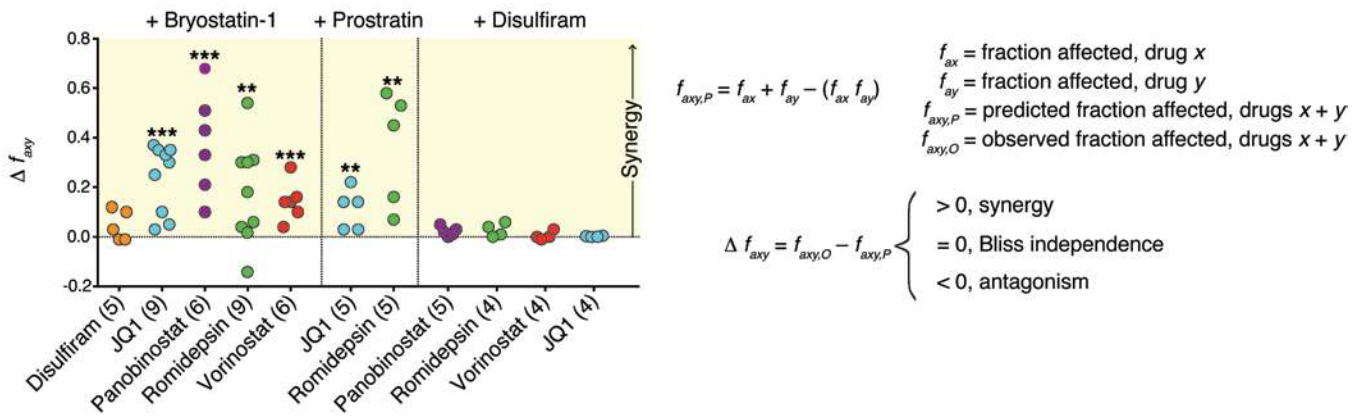 + Bryostatin-1 + Prostratin + Disulfiram
0.8
0.6
0.4
0.2
0.0
-0.2
Δ f_axy
***
***
**
***
**
**
Synergy
Disulfiram (5)
JQ1 (9)
Panobinostat (6)
Romidepsin (9)
Vorinostat (6)
JQ1 (5)
Romidepsin (5)
Panobinostat (5)
Romidepsin (4)
Vorinostat (4)
JQ1 (4)
f_axy,P = f_ax + f_ay – (f_ax f_ay)
f_ax = fraction affected, drug x
f_ay = fraction affected, drug y
f_axy,P = predicted fraction affected, drugs x + y
f_axy,O = observed fraction affected, drugs x + y
Δ f_axy = f_axy,O – f_axy,P
> 0, synergy
= 0, Bliss independence
< 0, antagonism